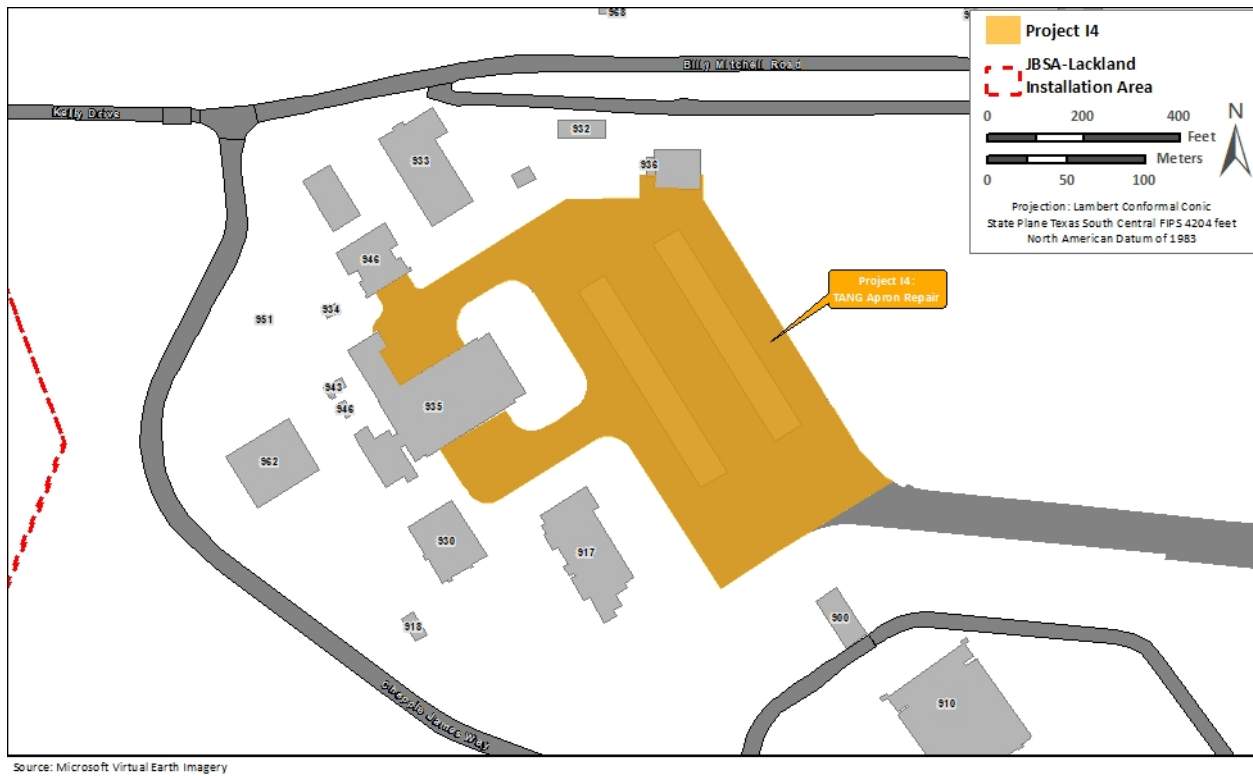 968
Project I4
JBSA-Lackland
Installation Area
0 200 400
Feet
Meters
0 50 100
N
Projection: Lambert Conformal Conic
State Plane Texas South Central FIPS 4204 feet
North American Datum of 1983
Billy Mitchell Road
Kelly Drive
932
933
936
946
Project I4:
TANG Apron Repair
934
951
943
946
935
962
930
917
918
900
910
James Way
Source: Microsoft Virtual Earth Imagery